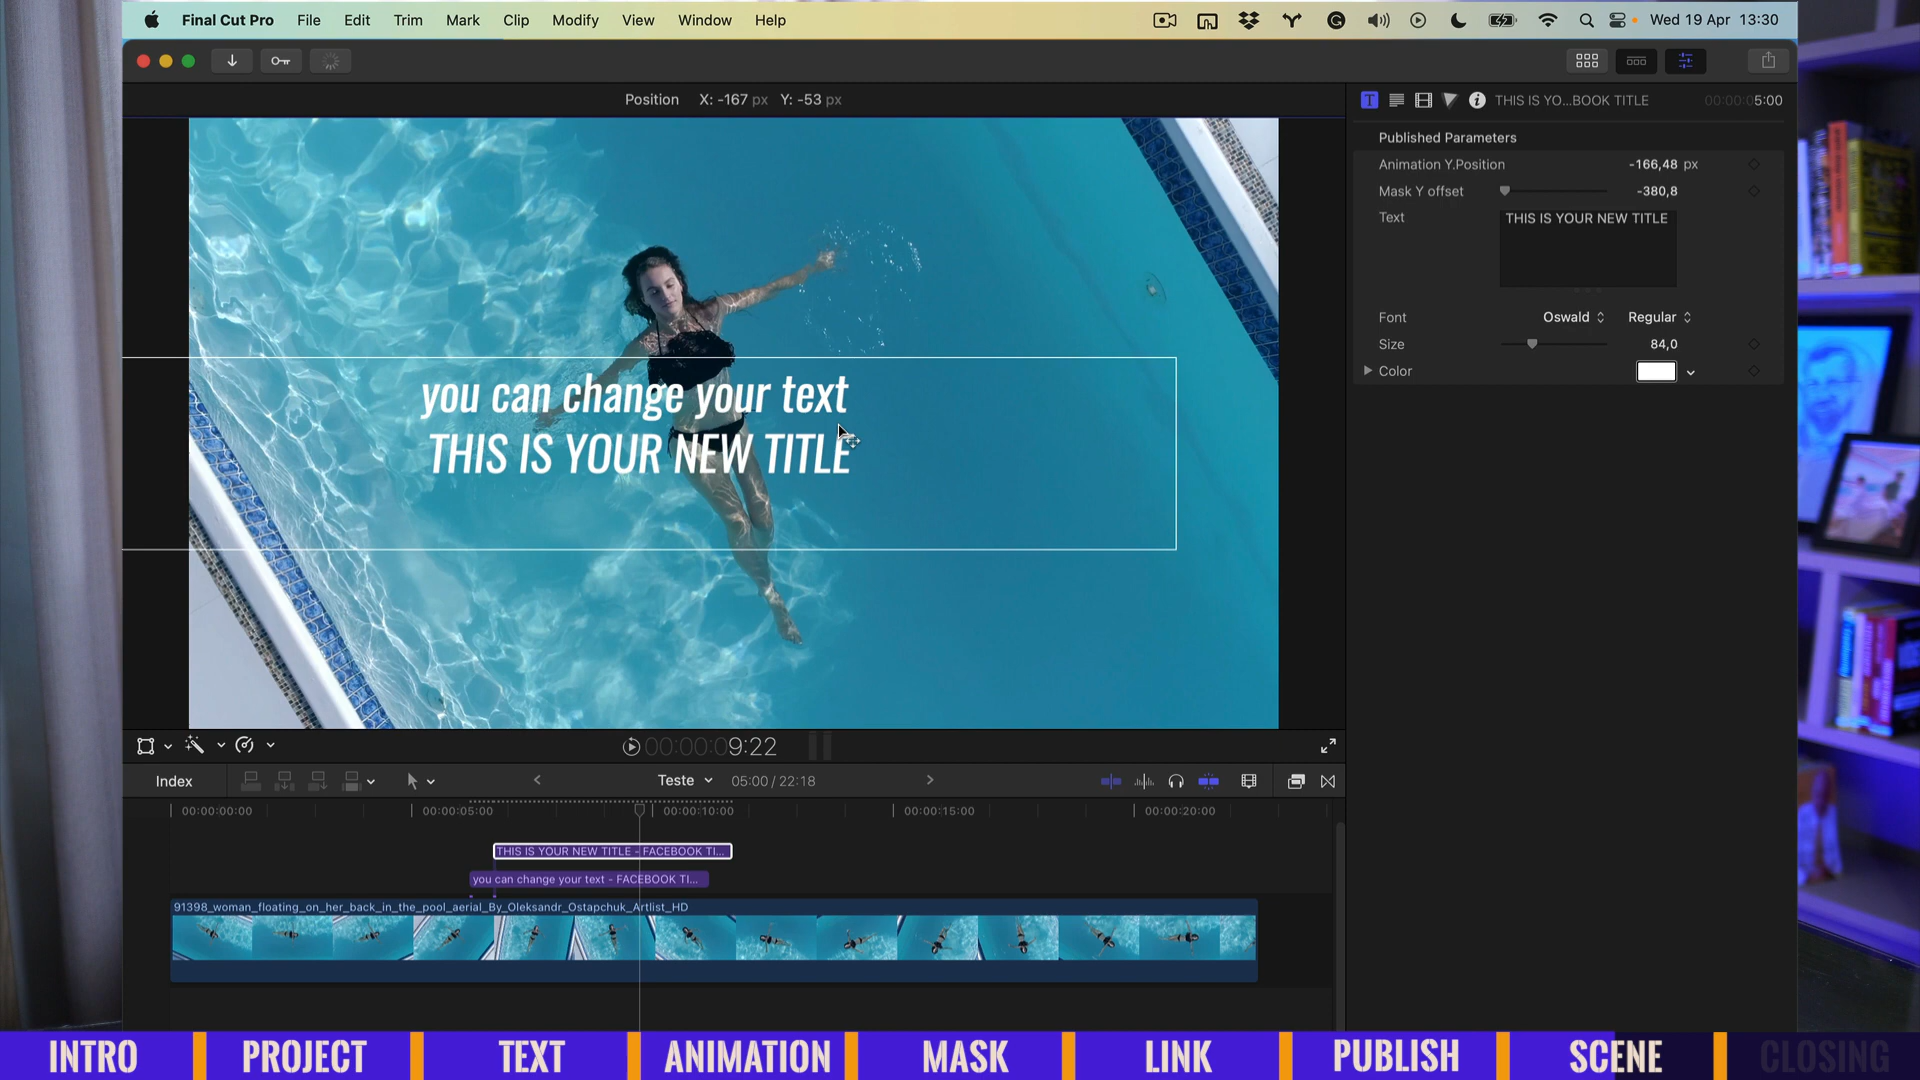 Final Cut Pro File Edit Trim Mark Clip Modify View Window Help Wed 19 Apr 13:30
Position X: -167 px Y: -53 px
T THIS IS YO...BOOK TITLE 00:00:05:00
Published Parameters
Animation Y.Position -166,48 px
Mask Y offset -380,8
Text THIS IS YOUR NEW TITLE
Font Oswald Regular
Size 84,0
Color
you can change your text
THIS IS YOUR NEW TITLE
00:00:09:22
Index Teste 05:00 / 22:18
00:00:00:00 00:00:05:00 00:00:10:00 00:00:15:00 00:00:20:00
THIS IS YOUR NEW TITLE - FACEBOOK TI...
you can change your text - FACEBOOK TI...
91398_woman_floating_on_her_back_in_the_pool_aerial_By_Oleksandr_Ostapchuk_Artlist_HD
INTRO PROJECT TEXT ANIMATION MASK LINK PUBLISH SCENE CLOSING